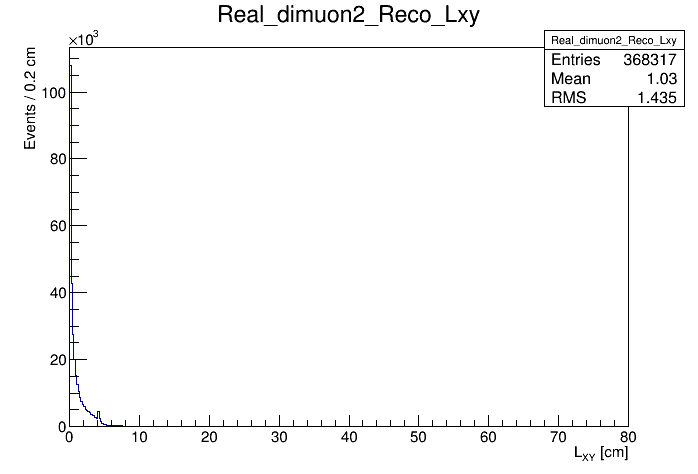 Real_dimuon2_Reco_Lxy
×10³
Real_dimuon2_Reco_Lxy
Entries 368317
Mean 1.03
RMS 1.435
Events / 0.2 cm
100
80
60
40
20
0
0 10 20 30 40 50 60 70 80
L_XY [cm]